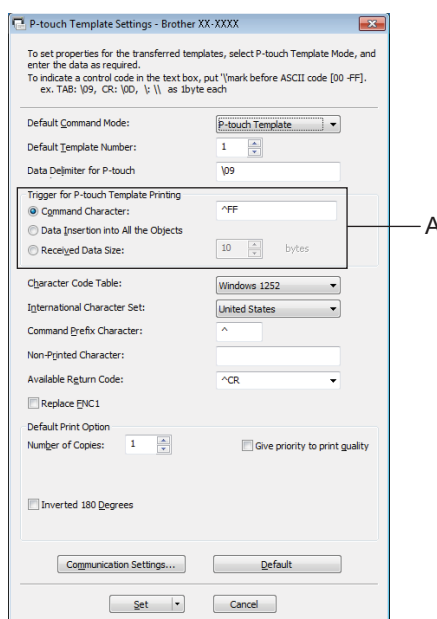 P-touch Template Settings - Brother XX-XXXX
To set properties for the transferred templates, select P-touch Template Mode, and
enter the data as required.
To indicate a control code in the text box, put '\'mark before ASCII code [00 -FF].
ex. TAB: \09, CR: \0D, \: \\ as 1byte each
Default Command Mode: P-touch Template
Default Template Number: 1
Data Delimiter for P-touch \09
Trigger for P-touch Template Printing
Command Character: ^FF
A
Data Insertion into All the Objects
Received Data Size: 10 bytes
Character Code Table: Windows 1252
International Character Set: United States
Command Prefix Character: ^
Non-Printed Character:
Available Return Code: ^CR
Replace FNC1
Default Print Option
Number of Copies: 1 Give priority to print quality
Inverted 180 Degrees
Communication Settings... Default
Set Cancel